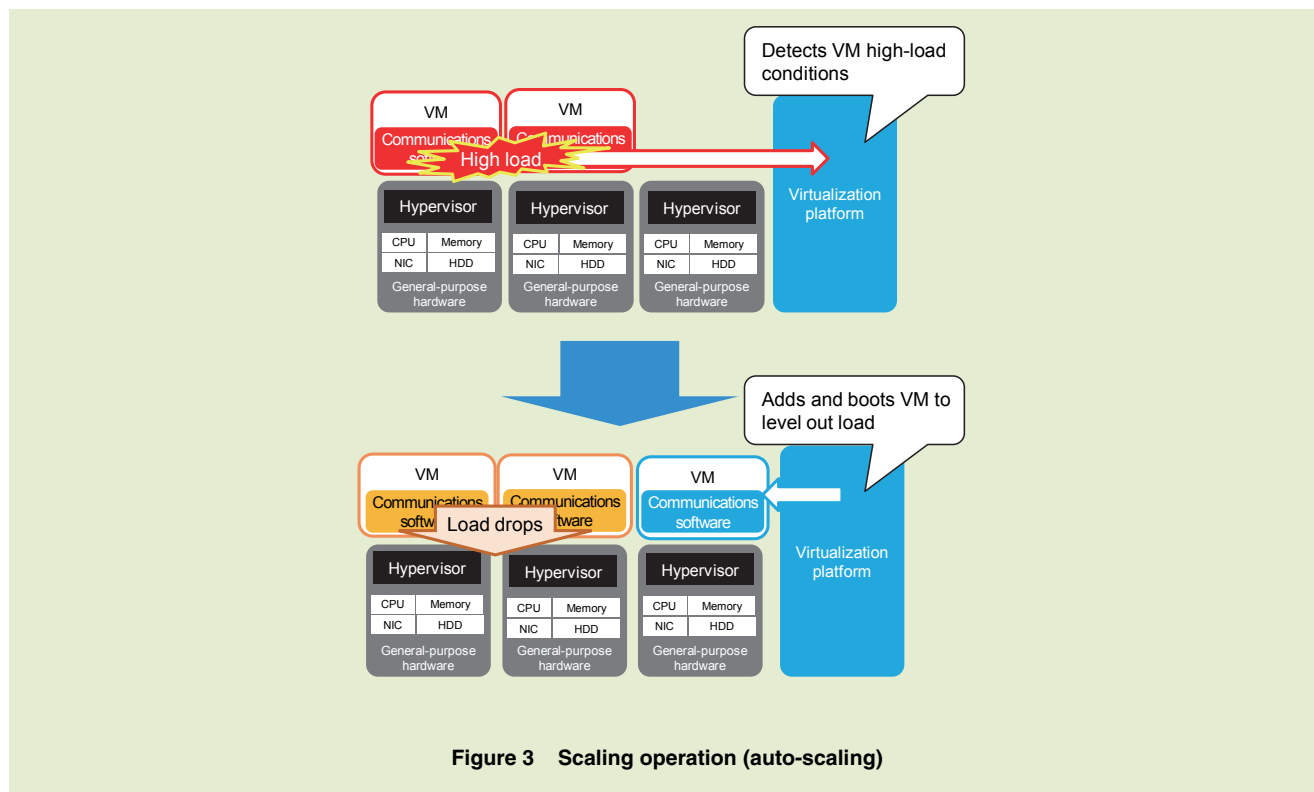 Detects VM high-load
conditions
VM
VM
Communications
Communications
High load
Virtualization
platform
Hypervisor
Hypervisor
Hypervisor
CPU Memory
NIC HDD
CPU Memory
NIC HDD
CPU Memory
NIC HDD
General-purpose
hardware
General-purpose
hardware
General-purpose
hardware
Adds and boots VM to
level out load
VM
VM
VM
Communications
Communications
Communications
software
Load drops
Virtualization
platform
Hypervisor
Hypervisor
Hypervisor
CPU Memory
NIC HDD
CPU Memory
NIC HDD
CPU Memory
NIC HDD
General-purpose
hardware
General-purpose
hardware
General-purpose
hardware
Figure 3 Scaling operation (auto-scaling)